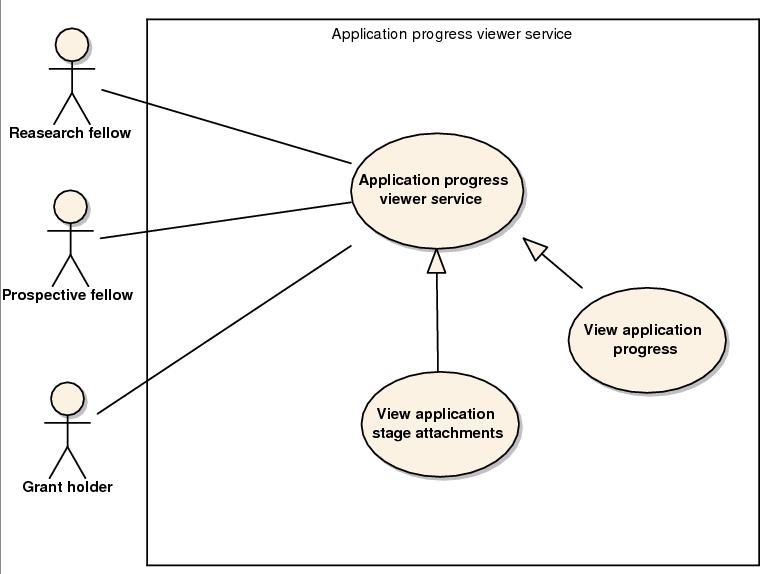 Application progress viewer service
Reasearch fellow
Application progress
viewer service
Prospective fellow
View application
progress
View application
stage attachments
Grant holder